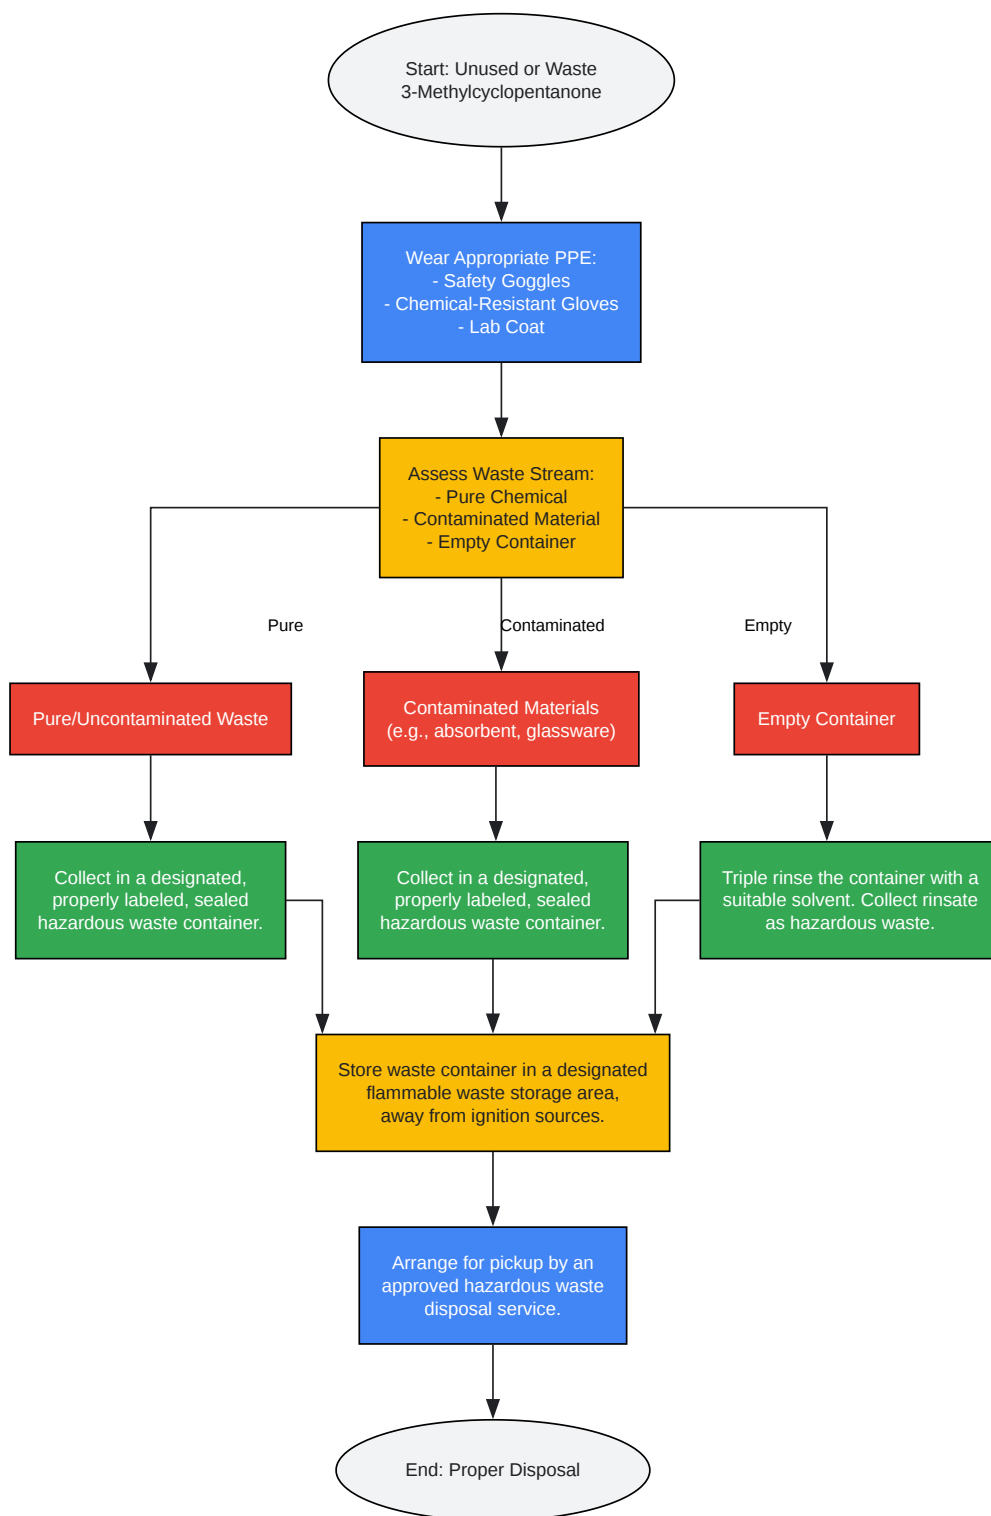 Start: Unused or Waste
3-Methylcyclopentanone
Wear Appropriate PPE:
- Safety Goggles
- Chemical-Resistant Gloves
- Lab Coat
Assess Waste Stream:
- Pure Chemical
- Contaminated Material
- Empty Container
Pure
Contaminated
Empty
Pure/Uncontaminated Waste
Contaminated Materials
(e.g., absorbent, glassware)
Empty Container
Collect in a designated,
properly labeled, sealed
hazardous waste container.
Collect in a designated,
properly labeled, sealed
hazardous waste container.
Triple rinse the container with a
suitable solvent. Collect rinsate
as hazardous waste.
Store waste container in a designated
flammable waste storage area,
away from ignition sources.
Arrange for pickup by an
approved hazardous waste
disposal service.
End: Proper Disposal